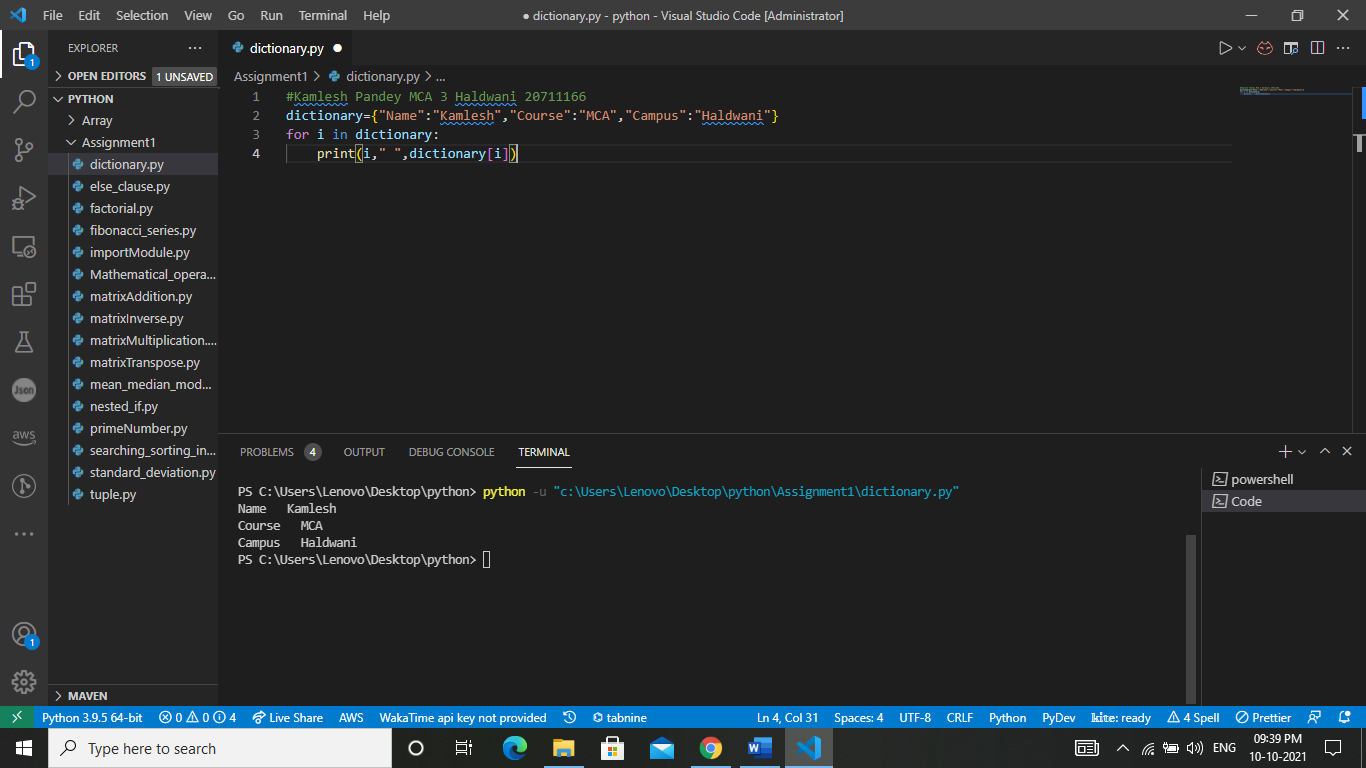 File Edit Selection View Go Run Terminal Help ● dictionary.py - python - Visual Studio Code [Administrator]
EXPLORER ···
OPEN EDITORS 1 UNSAVED
PYTHON
Array
Assignment1
dictionary.py
else_clause.py
factorial.py
fibonacci_series.py
importModule.py
Mathematical_opera...
matrixAddition.py
matrixInverse.py
matrixMultiplication....
matrixTranspose.py
mean_median_mod...
nested_if.py
primeNumber.py
searching_sorting_in...
standard_deviation.py
tuple.py
MAVEN
1
Json
aws
1
dictionary.py ●
Assignment1 > dictionary.py > ...
1 #Kamlesh Pandey MCA 3 Haldwani 20711166
2 dictionary={"Name":"Kamlesh","Course":"MCA","Campus":"Haldwani"}
3 for i in dictionary:
4 print(i," ",dictionary[i])
PROBLEMS 4 OUTPUT DEBUG CONSOLE TERMINAL
PS C:\Users\Lenovo\Desktop\python> python -u "c:\Users\Lenovo\Desktop\python\Assignment1\dictionary.py"
Name   Kamlesh
Course   MCA
Campus   Haldwani
PS C:\Users\Lenovo\Desktop\python>
powershell
Code
Python 3.9.5 64-bit 0 0 4 Live Share AWS WakaTime api key not provided tabnine Ln 4, Col 31 Spaces: 4 UTF-8 CRLF Python PyDev kite: ready 4 Spell Prettier
Type here to search
ENG
09:39 PM
10-10-2021